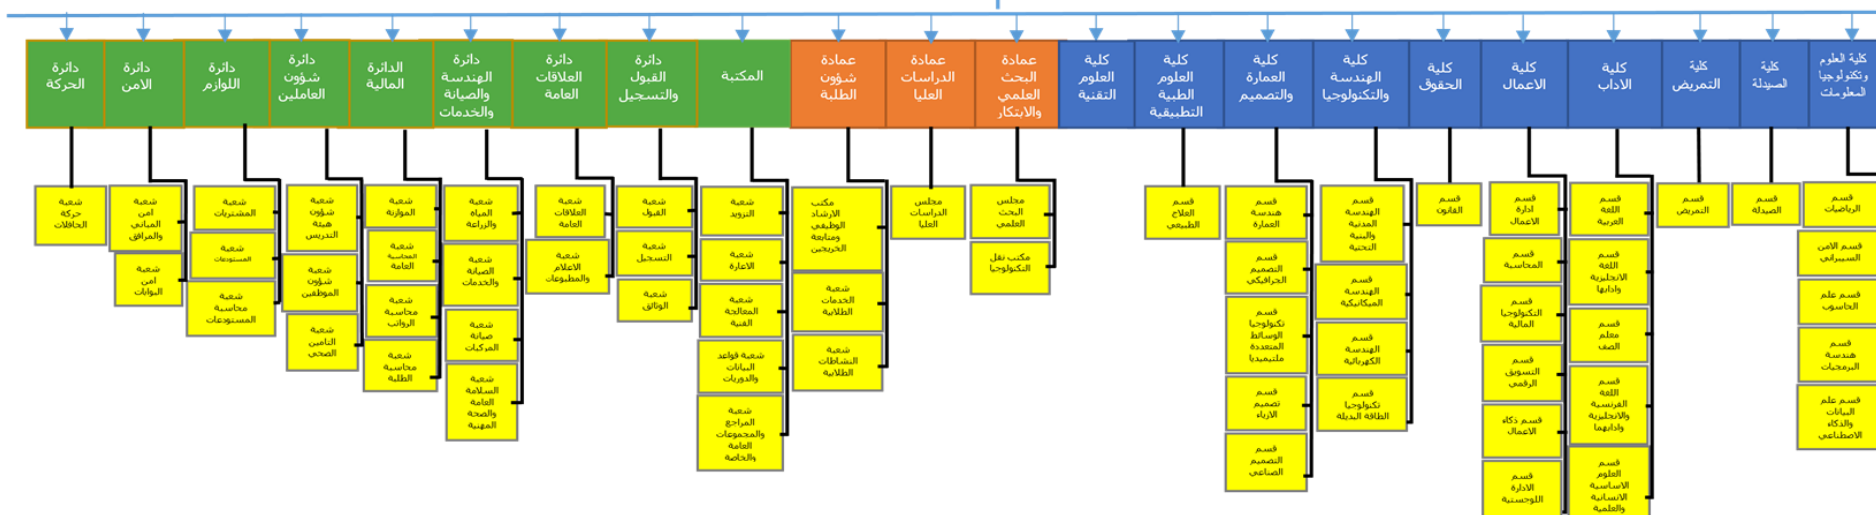 كلية العلوم
وتكنولوجيا
المعلومات
كلية
الصيدلة
كلية
التمريض
كلية
الاداب
كلية
الاعمال
كلية
الحقوق
كلية
الهندسة
والتكنولوجيا
كلية
العمارة
والتصميم
كلية
العلوم
الطبية
التطبيقية
كلية
العلوم
التقنية
عمادة
البحث
العلمي
والابتكار
عمادة
الدراسات
العليا
عمادة
شؤون
الطلبة
المكتبة
دائرة
القبول
والتسجيل
دائرة
العلاقات
العامة
دائرة
الهندسة
والصيانة
والخدمات
الدائرة
المالية
دائرة
شؤون
العاملين
دائرة
اللوازم
دائرة
الامن
دائرة
الحركة
قسم
الرياضيات
قسم الامن
السيبراني
قسم علم
الحاسوب
قسم
هندسة
البرمجيات
قسم علم
البيانات
والذكاء
الاصطناعي
قسم
الصيدلة
قسم
التمريض
قسم
اللغة
العربية
قسم
اللغة
الانجليزية
وادابها
قسم
معلم
الصف
قسم
اللغة
الفرنسية
والانجليزية
وادابهما
قسم
العلوم
الاساسية
الانسانية
والعلمية
قسم
ادارة
الاعمال
قسم
المحاسبة
قسم
التكنولوجيا
المالية
قسم
التسويق
الرقمي
قسم ذكاء
الاعمال
قسم
الادارة
اللوجستية
قسم
القانون
قسم
الهندسة
المدنية
والبنية
التحتية
قسم
الهندسة
الميكانيكية
قسم
الهندسة
الكهربائية
قسم
تكنولوجيا
الطاقة البديلة
قسم
هندسة
العمارة
قسم
التصميم
الجرافيكي
قسم
تكنولوجيا
الوسائط
المتعددة
ملتيميديا
قسم
تصميم
الازياء
قسم
التصميم
الصناعي
قسم
العلاج
الطبيعي
مجلس
البحث
العلمي
مكتب نقل
التكنولوجيا
مجلس
الدراسات
العليا
مكتب
الارشاد
الوظيفي
ومتابعة
الخريجين
شعبة
الخدمات
الطلابية
شعبة
النشاطات
الطلابية
شعبة
التزويد
شعبة
الاعارة
شعبة
المعالجة
الفنية
شعبة قواعد
البيانات
والدوريات
شعبة
المراجع
والمجموعات
العامة
والخاصة
شعبة
القبول
شعبة
التسجيل
شعبة
الوثائق
شعبة
العلاقات
العامة
شعبة
الاعلام
والمطبوعات
شعبة
المياه
والزراعة
شعبة
الصيانة
والخدمات
شعبة
صيانة
المركبات
شعبة
السلامة
العامة
والصحة
المهنية
شعبة
الموازنة
شعبة
المحاسبة
العامة
شعبة
محاسبة
الرواتب
شعبة
محاسبة
الطلبة
شعبة
شؤون
هيئة
التدريس
شعبة
شؤون
الموظفين
شعبة
التامين
الصحي
شعبة
المشتريات
شعبة
المستودعات
شعبة
محاسبة
المستودعات
شعبة
امن
المباني
والمرافق
شعبة
امن
البوابات
شعبة
حركة
الحافلات